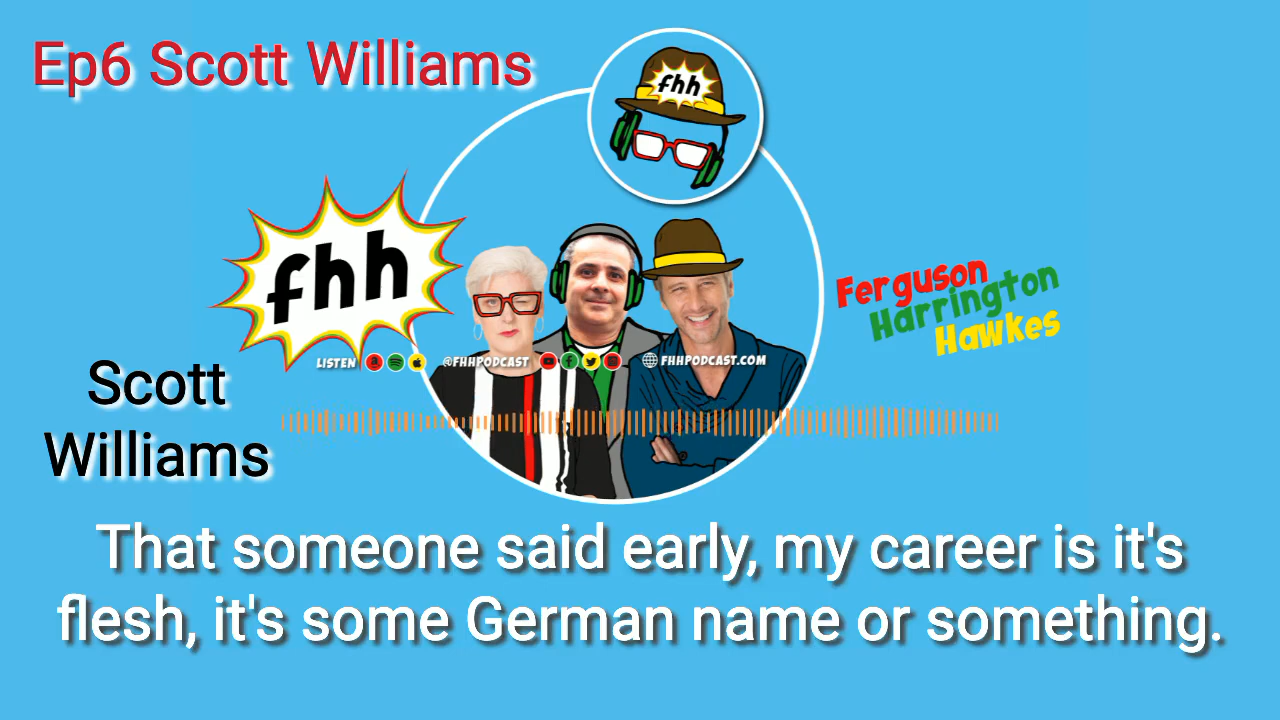 Ep6 Scott Williams
fhh
fhh
Ferguson
Harrington
Hawkes
LISTEN @FHHPODCAST FHHPODCAST.COM
Scott
Williams
That someone said early, my career is it's
flesh, it's some German name or something.